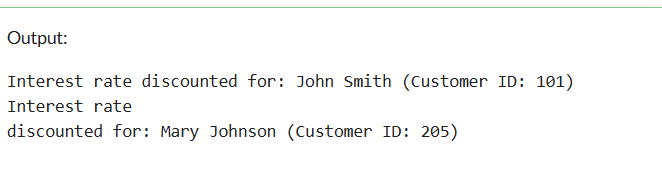 Output:
Interest rate discounted for: John Smith (Customer ID: 101)
Interest rate
discounted for: Mary Johnson (Customer ID: 205)